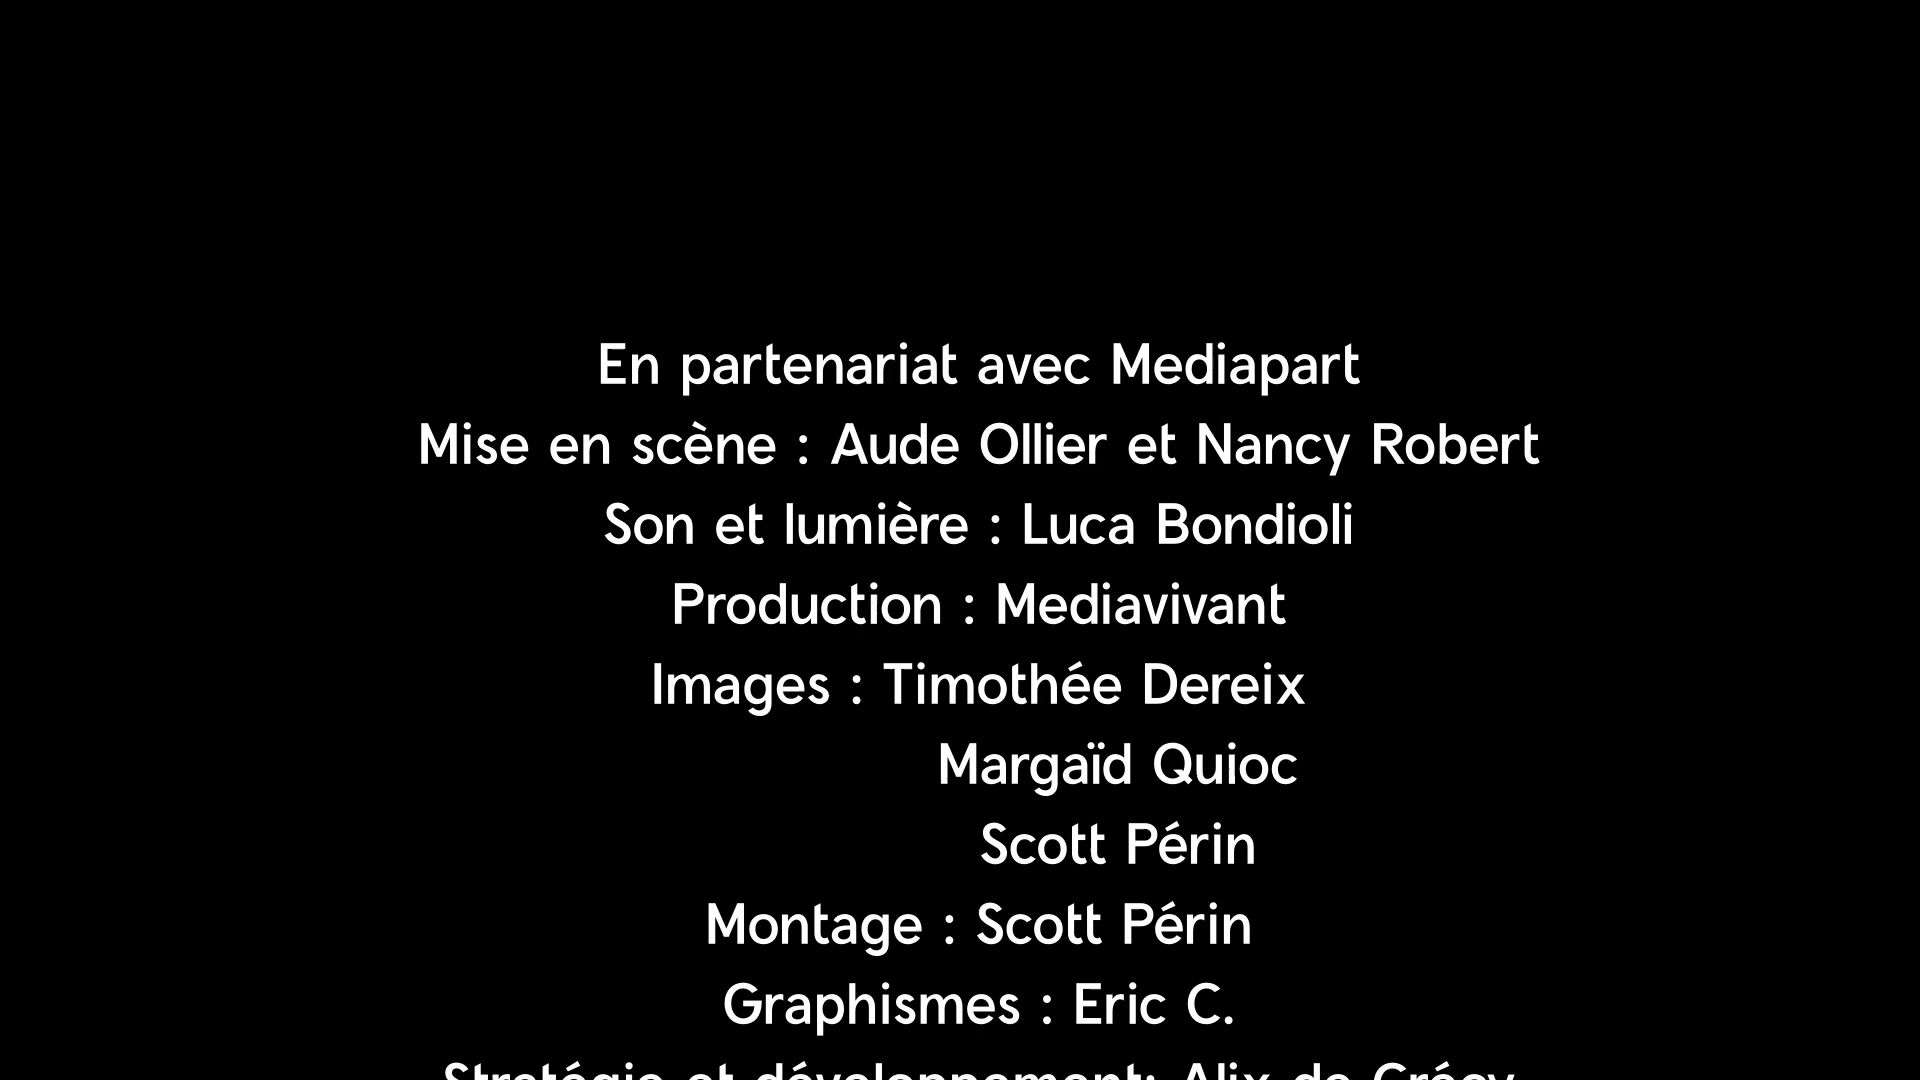 En partenariat avec Mediapart
Mise en scène : Aude Ollier et Nancy Robert
Son et lumière : Luca Bondioli
Production : Mediavivant
Images : Timothée Dereix
Margaïd Quioc
Scott Périn
Montage : Scott Périn
Graphismes : Eric C.
Stratégie et développement: Alix de Crécy